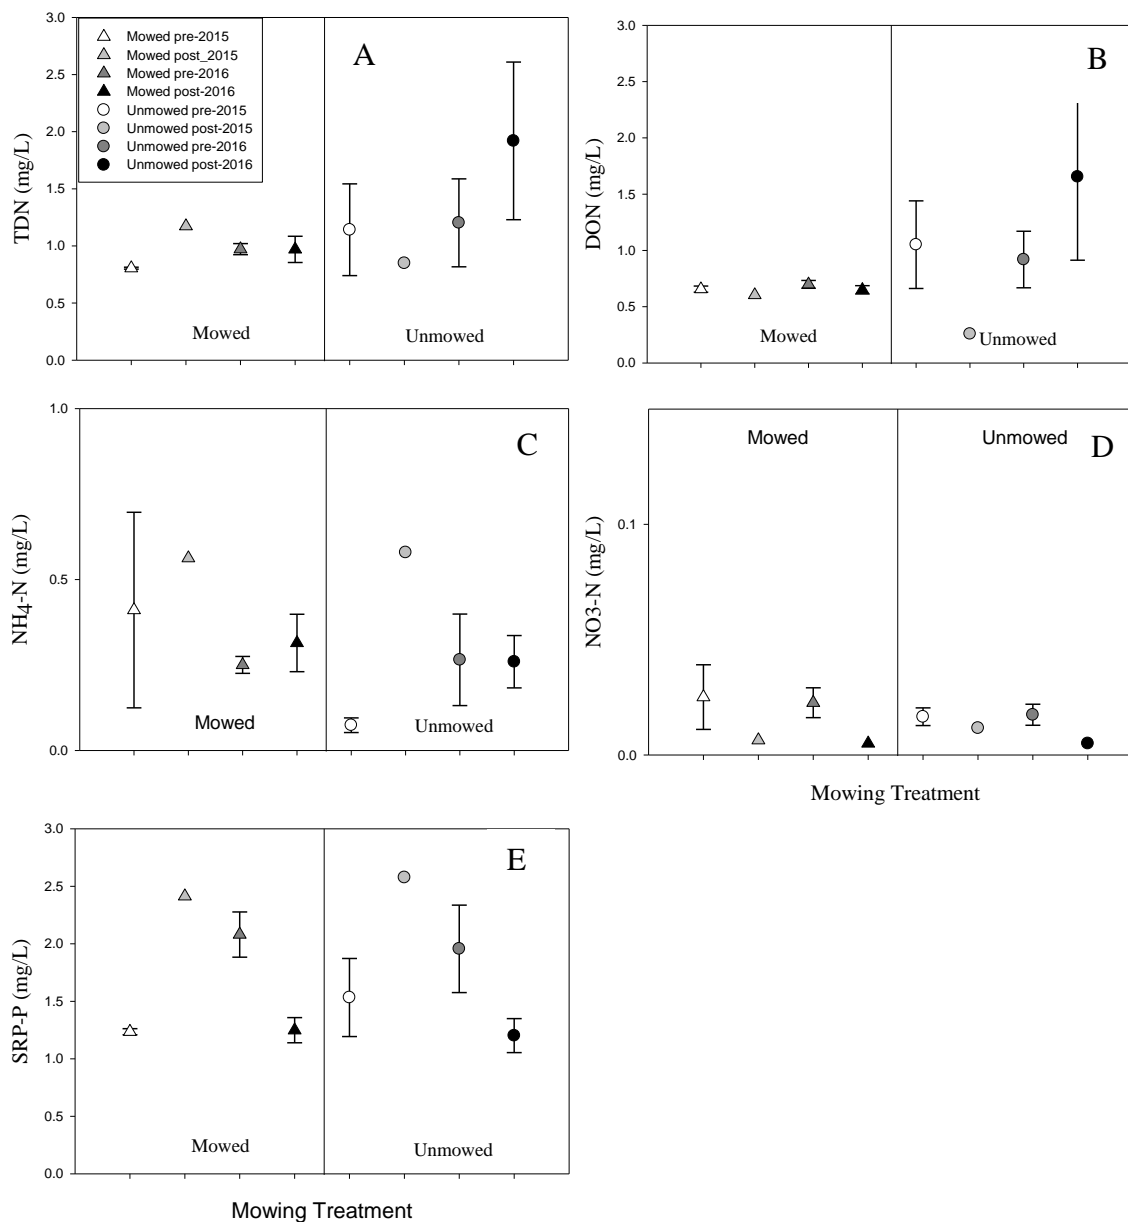 3.0
2.5
2.0
1.5
1.0
0.5
0.0
TDN (mg/L)
Mowed pre-2015
Mowed post_2015
Mowed pre-2016
Mowed post-2016
Unmowed pre-2015
Unmowed post-2015
Unmowed pre-2016
Unmowed post-2016
A
Mowed
Unmowed
3.0
2.5
2.0
1.5
1.0
0.5
0.0
DON (mg/L)
B
Mowed
Unmowed
1.0
0.5
0.0
NH4-N (mg/L)
C
Mowed
Unmowed
0.1
0.0
NO3-N (mg/L)
Mowed
Unmowed
D
Mowing Treatment
3.0
2.5
2.0
1.5
1.0
0.5
0.0
SRP-P (mg/L)
E
Mowed
Unmowed
Mowing Treatment